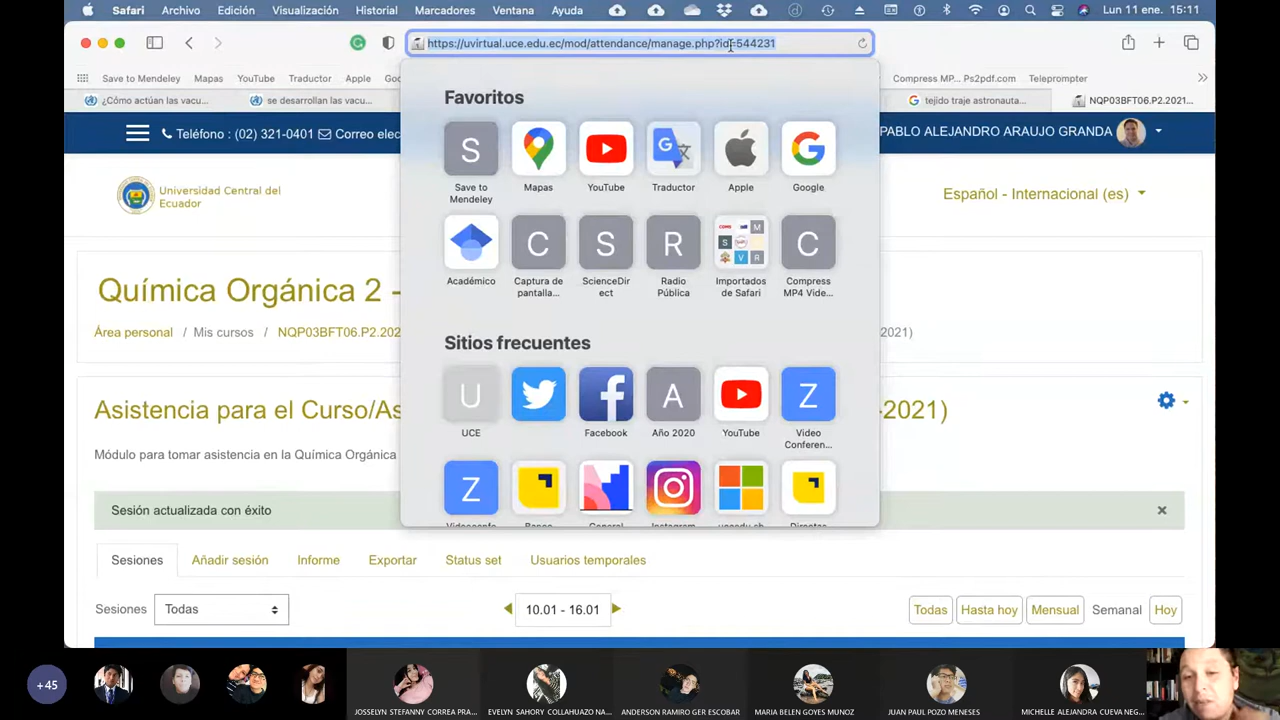 Safari Archivo Edición Visualización Historial Marcadores Ventana Ayuda Lun 11 ene. 15:11
https://uvirtual.uce.edu.ec/mod/attendance/manage.php?id=544231
Save to Mendeley Mapas YouTube Traductor Apple Compress MP... Ps2pdf.com Teleprompter
¿Cómo actúan las vacu... se desarrollan las vacu... tejido traje astronauta... NQP03BFT06.P2.2021...
Teléfono : (02) 321-0401 Correo elec PABLO ALEJANDRO ARAUJO GRANDA
Universidad Central del
Ecuador
Español - Internacional (es)
Favoritos
S S
Save to
Mendeley
Mapas
YouTube
Traductor
Apple
Google
C S R C
Académico
Captura de
pantalla...
ScienceDir
ect
Radio
Pública
Importados
de Safari
Compress
MP4 Vide...
Química Orgánica 2 -
Área personal / Mis cursos / NQP03BFT06.P2.202 021)
Sitios frecuentes
U A Z
UCE
Facebook
Año 2020
YouTube
Video
Conferen...
Z
Asistencia para el Curso/As -2021)
Módulo para tomar asistencia en la Química Orgánica
Sesión actualizada con éxito
Sesiones Añadir sesión Informe Exportar Status set Usuarios temporales
Sesiones Todas 10.01 - 16.01 Todas Hasta hoy Mensual Semanal Hoy
+45
JOSSELYN STEFANNY CORREA PRA... EVELYN SAHORY COLLAHUAZO NA... ANDERSON RAMIRO GER ESCOBAR MARIA BELEN GOYES MUNOZ JUAN PAUL POZO MENESES MICHELLE ALEJANDRA CUEVA NEG...